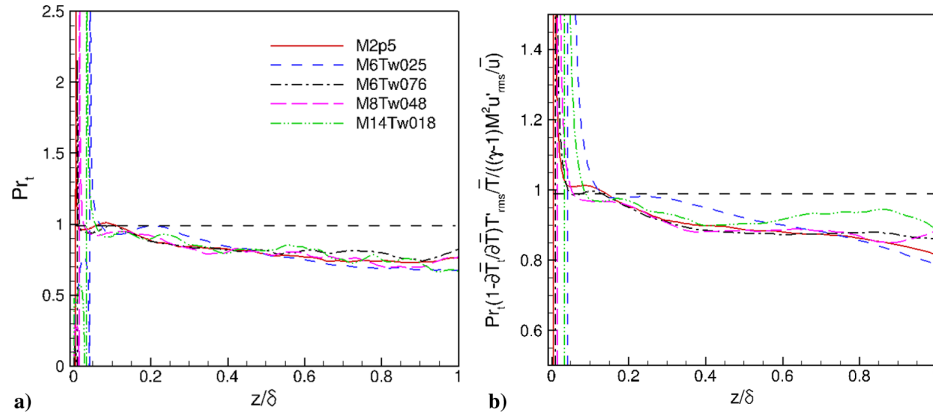 a)
Pr_t
2.5
2
1.5
1
0.5
0
0 0.2 0.4 0.6 0.8 1
z/δ
M2p5
M6Tw025
M6Tw076
M8Tw048
M14Tw018
b)
Pr_t(1-∂T̅_t/∂T̅)T'_rms/T̅/((γ-1)M²u'_rms/u̅)
1.4
1.2
1
0.8
0.6
0 0.2 0.4 0.6 0.8
z/δ